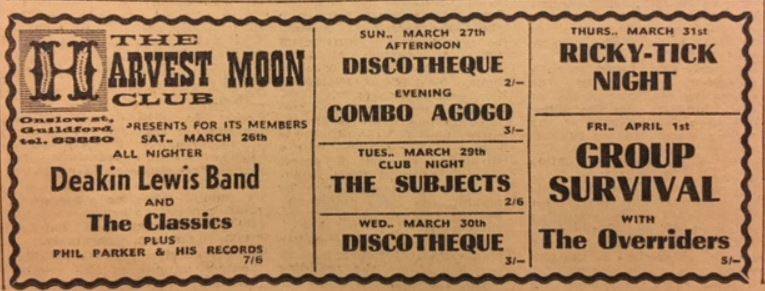 THE
HARVEST MOON
CLUB
Onslow st,
Guildford
tel. 63880
PRESENTS FOR ITS MEMBERS
SAT.. MARCH 26th
ALL NIGHTER
Deakin Lewis Band
AND
The Classics
PLUS
PHIL PARKER & HIS RECORDS
7/6
SUN.. MARCH 27th
AFTERNOON
DISCOTHEQUE
2/-
EVENING
COMBO AGOGO
3/-
TUES.. MARCH 29th
CLUB NIGHT
THE SUBJECTS
2/6
WED.. MARCH 30th
DISCOTHEQUE
3/-
THURS.. MARCH 31st
RICKY-TICK
NIGHT
FRI.. APRIL 1st
GROUP
SURVIVAL
WITH
The Overriders
5/-